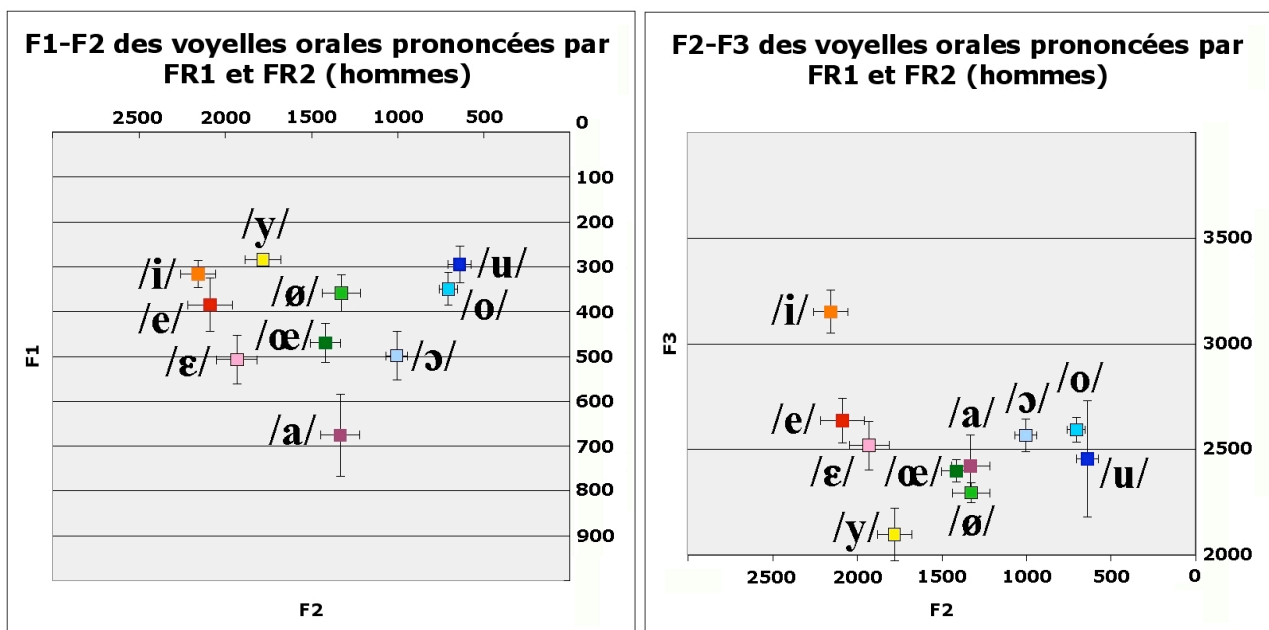 F1-F2 des voyelles orales prononcées par
FR1 et FR2 (hommes)
2500 2000 1500 1000 500 0
100
200
300
400
500
600
700
800
900
F1
F2
/y/
/i/
/u/
/ø/
/o/
/e/
/œ/
/ɛ/
/ɔ/
/a/
F2-F3 des voyelles orales prononcées par
FR1 et FR2 (hommes)
3500
3000
2500
2000
2500 2000 1500 1000 500 0
F3
F2
/i/
/o/
/ɔ/
/a/
/e/
/ɛ/
/œ/
/u/
/y/
/ø/